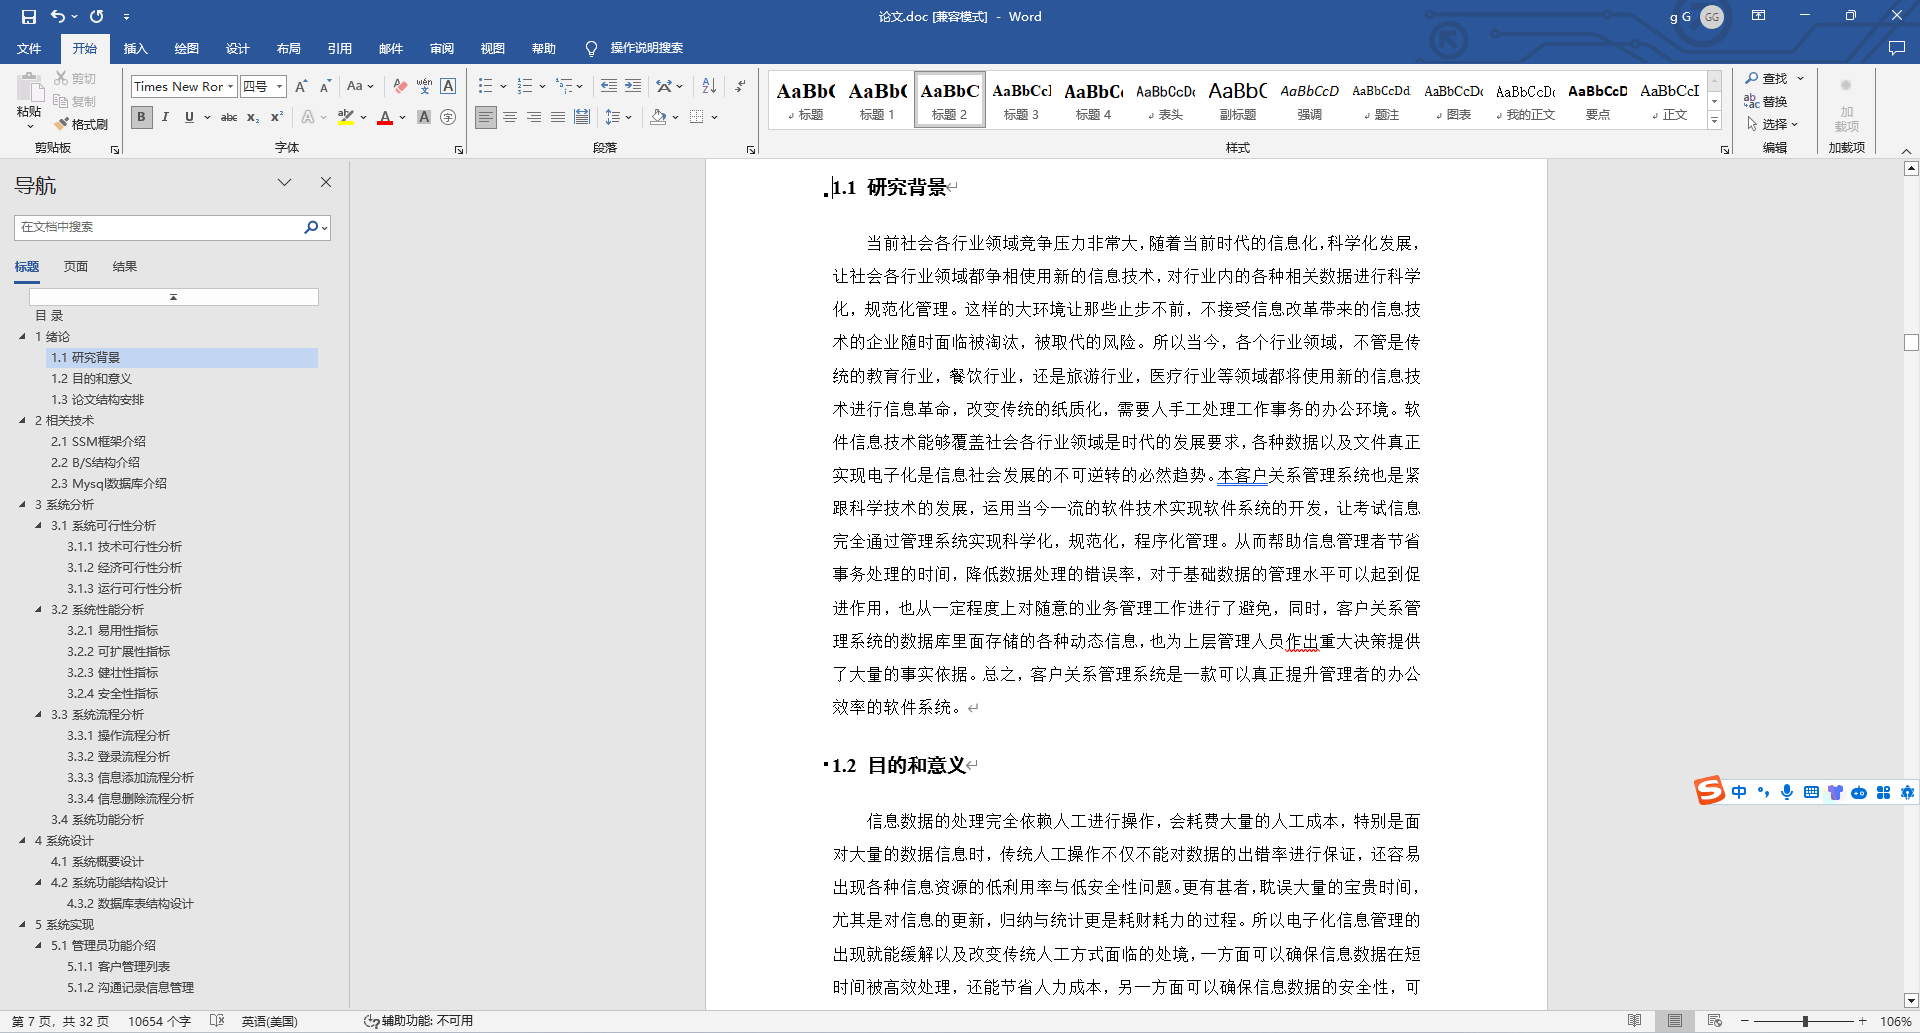 论文.doc [兼容模式] - Word
g G
GG
文件 开始 插入 绘图 设计 布局 引用 邮件 审阅 视图 帮助 操作说明搜索
粘贴
剪切
复制
格式刷
剪贴板
Times New Ror 四号
字体
段落
AaBbC 标题
AaBbC 标题 1
AaBbC 标题 2
AaBbCcI 标题 3
AaBbCc 标题 4
AaBbCcDc 表头
AaBbC 副标题
AaBbCcD 强调
AaBbCcDd 题注
AaBbCcDc 图表
AaBbCcDc 我的正文
AaBbCcD 要点
AaBbCcI 正文
样式
查找
替换
选择
编辑
加
载项
加载项
导航
在文档中搜索
标题 页面 结果
目 录
1 绪论
1.1 研究背景
1.2 目的和意义
1.3 论文结构安排
2 相关技术
2.1 SSM框架介绍
2.2 B/S结构介绍
2.3 Mysql数据库介绍
3 系统分析
3.1 系统可行性分析
3.1.1 技术可行性分析
3.1.2 经济可行性分析
3.1.3 运行可行性分析
3.2 系统性能分析
3.2.1 易用性指标
3.2.2 可扩展性指标
3.2.3 健壮性指标
3.2.4 安全性指标
3.3 系统流程分析
3.3.1 操作流程分析
3.3.2 登录流程分析
3.3.3 信息添加流程分析
3.3.4 信息删除流程分析
3.4 系统功能分析
4 系统设计
4.1 系统概要设计
4.2 系统功能结构设计
4.3.2 数据库表结构设计
5 系统实现
5.1 管理员功能介绍
5.1.1 客户管理列表
5.1.2 沟通记录信息管理
1.1 研究背景
当前社会各行业领域竞争压力非常大，随着当前时代的信息化，科学化发展，
让社会各行业领域都争相使用新的信息技术，对行业内的各种相关数据进行科学
化，规范化管理。这样的大环境让那些止步不前，不接受信息改革带来的信息技
术的企业随时面临被淘汰，被取代的风险。所以当今，各个行业领域，不管是传
统的教育行业，餐饮行业，还是旅游行业，医疗行业等领域都将使用新的信息技
术进行信息革命，改变传统的纸质化，需要人手工处理工作事务的办公环境。软
件信息技术能够覆盖社会各行业领域是时代的发展要求，各种数据以及文件真正
实现电子化是信息社会发展的不可逆转的必然趋势。本客户关系管理系统也是紧
跟科学技术的发展，运用当今一流的软件技术实现软件系统的开发，让考试信息
完全通过管理系统实现科学化，规范化，程序化管理。从而帮助信息管理者节省
事务处理的时间，降低数据处理的错误率，对于基础数据的管理水平可以起到促
进作用，也从一定程度上对随意的业务管理工作进行了避免，同时，客户关系管
理系统的数据库里面存储的各种动态信息，也为上层管理人员作出重大决策提供
了大量的事实依据。总之，客户关系管理系统是一款可以真正提升管理者的办公
效率的软件系统。
1.2 目的和意义
信息数据的处理完全依赖人工进行操作，会耗费大量的人工成本，特别是面
对大量的数据信息时，传统人工操作不仅不能对数据的出错率进行保证，还容易
出现各种信息资源的低利用率与低安全性问题。更有甚者，耽误大量的宝贵时间，
尤其是对信息的更新，归纳与统计更是耗财耗力的过程。所以电子化信息管理的
出现就能缓解以及改变传统人工方式面临的处境，一方面可以确保信息数据在短
时间被高效处理，还能节省人力成本，另一方面可以确保信息数据的安全性，可
中
第 7 页，共 32 页 10654 个字 英语(美国) 辅助功能: 不可用 106%